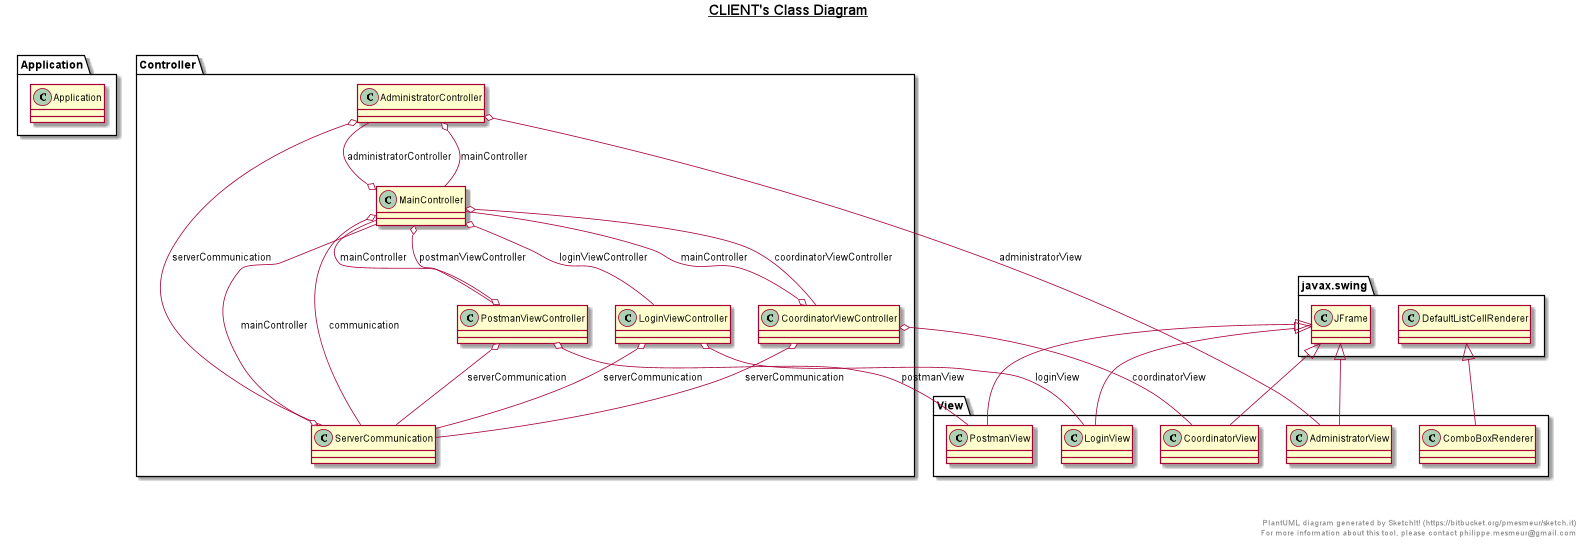 CLIENT's Class Diagram
Application
Controller
C Application
C AdministratorController
administratorController
mainController
C MainController
serverCommunication
mainController
postmanViewController
loginViewController
mainController
coordinatorViewController
administratorView
javax.swing
C PostmanViewController
C LoginViewController
C CoordinatorViewController
C JFrame
C DefaultListCellRenderer
mainController
communication
serverCommunication
serverCommunication
serverCommunication
postmanView
loginView
coordinatorView
View
C ServerCommunication
C PostmanView
C LoginView
C CoordinatorView
C AdministratorView
C ComboBoxRenderer
PlantUML diagram generated by SketchIt! (https://bitbucket.org/pmesmeur/sketch.it)
For more information about this tool, please contact philippe.mesmeur@gmail.com